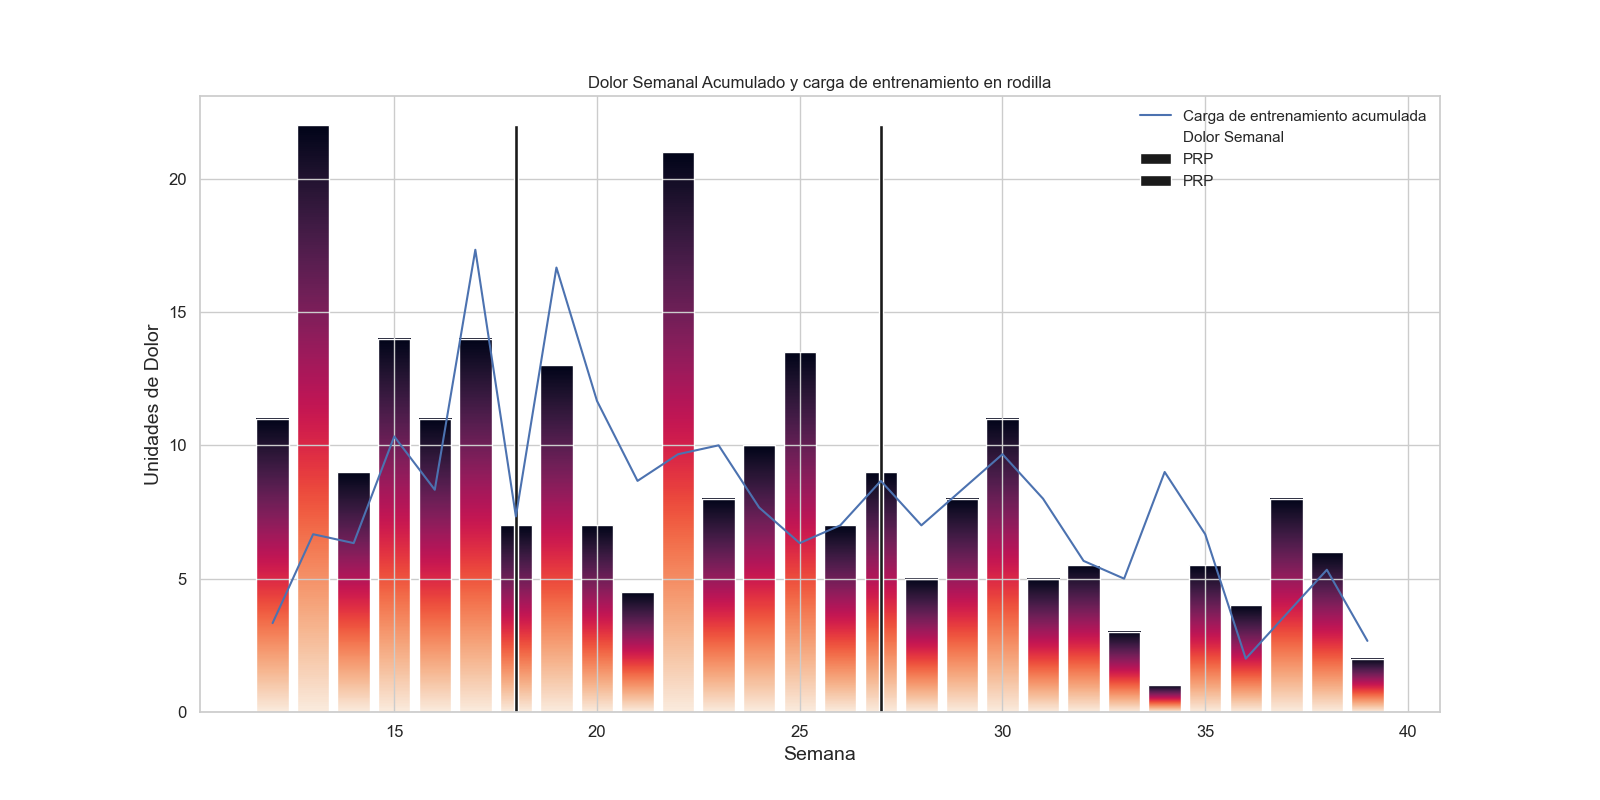 Dolor Semanal Acumulado y carga de entrenamiento en rodilla
Carga de entrenamiento acumulada
Dolor Semanal
PRP
PRP
Unidades de Dolor
20
15
10
5
0
15 20 25 30 35 40
Semana